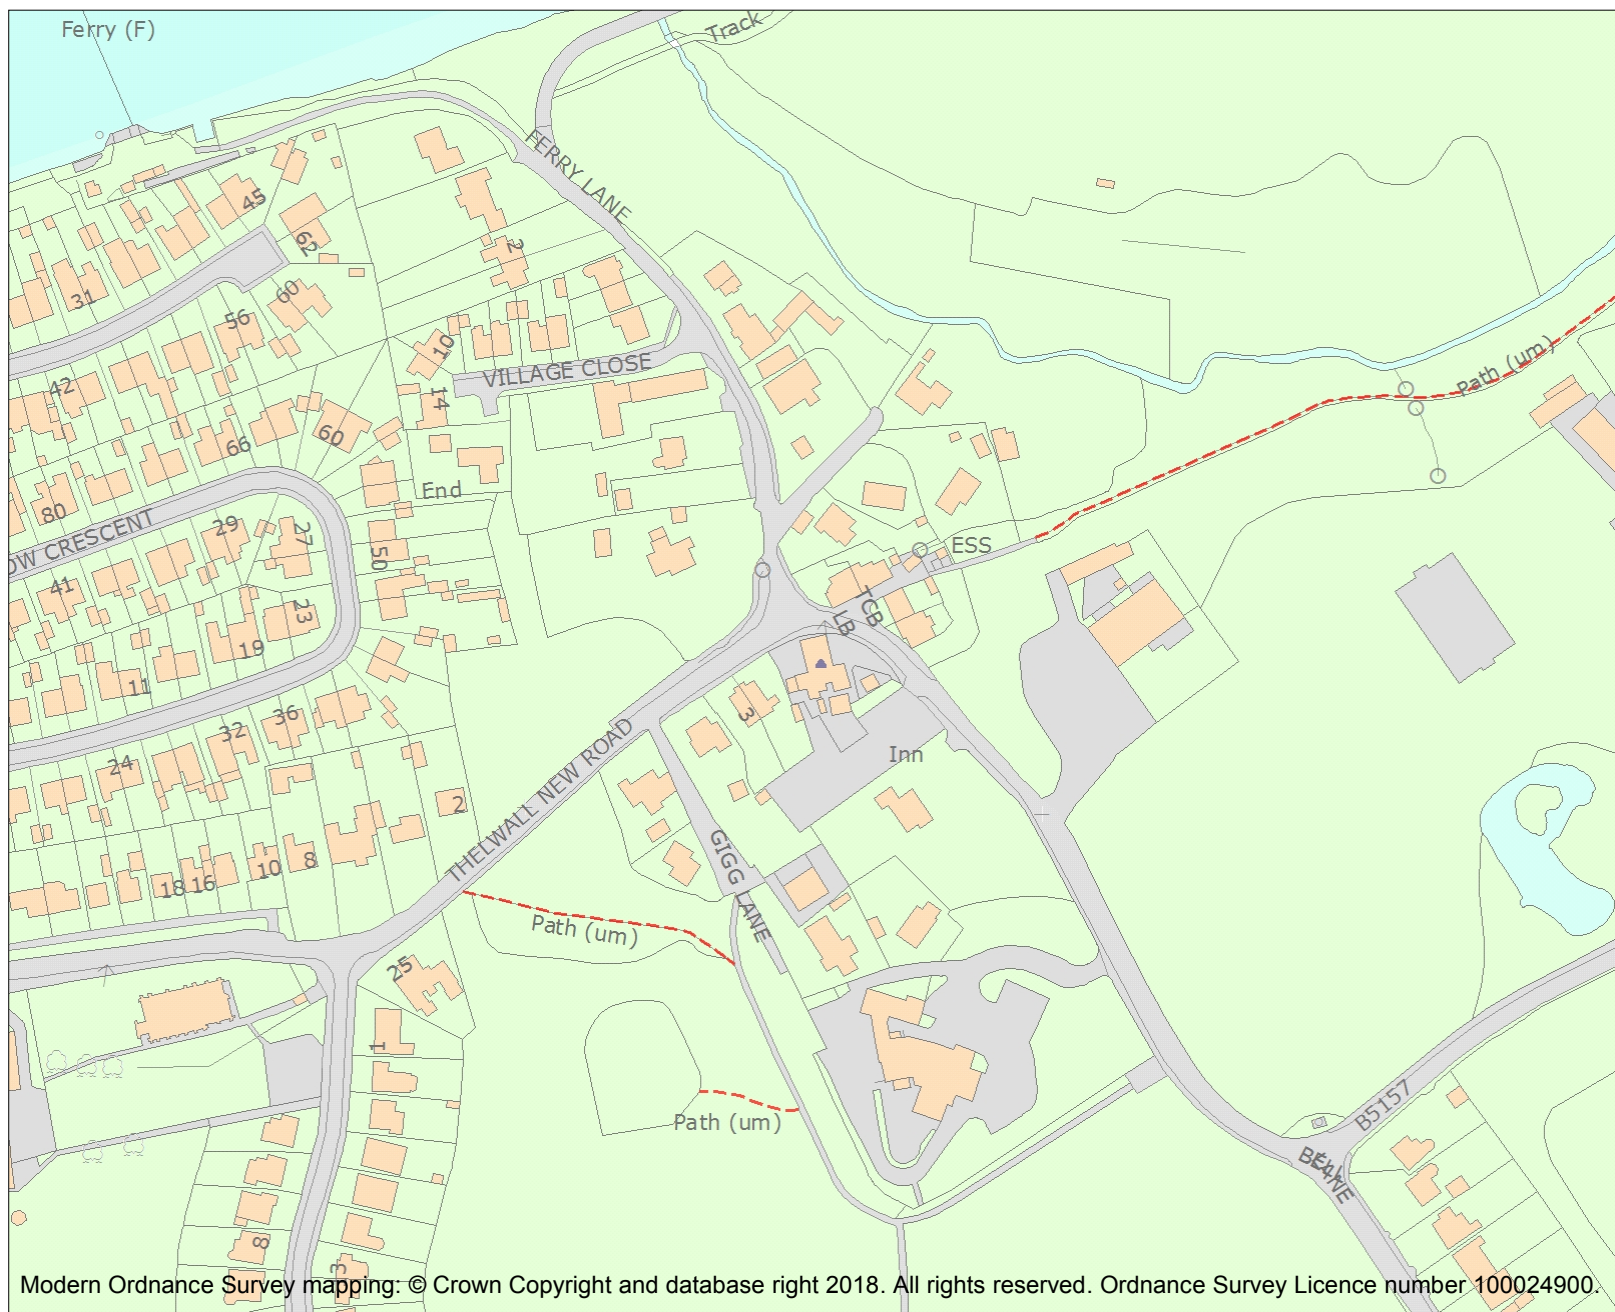 Ferry (F)
Track
FERRY LANE
45
62
2
31
60
56
10
VILLAGE CLOSE
Path (um)
42
14
66
60
End
80
29
27
OW CRESCENT
50
ESS
41
23
TCB
LB
19
11
3
36
32
THELWALL NEW ROAD
Inn
24
2
GIGG LANE
8
10
18
16
Path (um)
25
1
B5157
Path (um)
8
3
Modern Ordnance Survey mapping: © Crown Copyright and database right 2018. All rights reserved. Ordnance Survey Licence number 100024900.